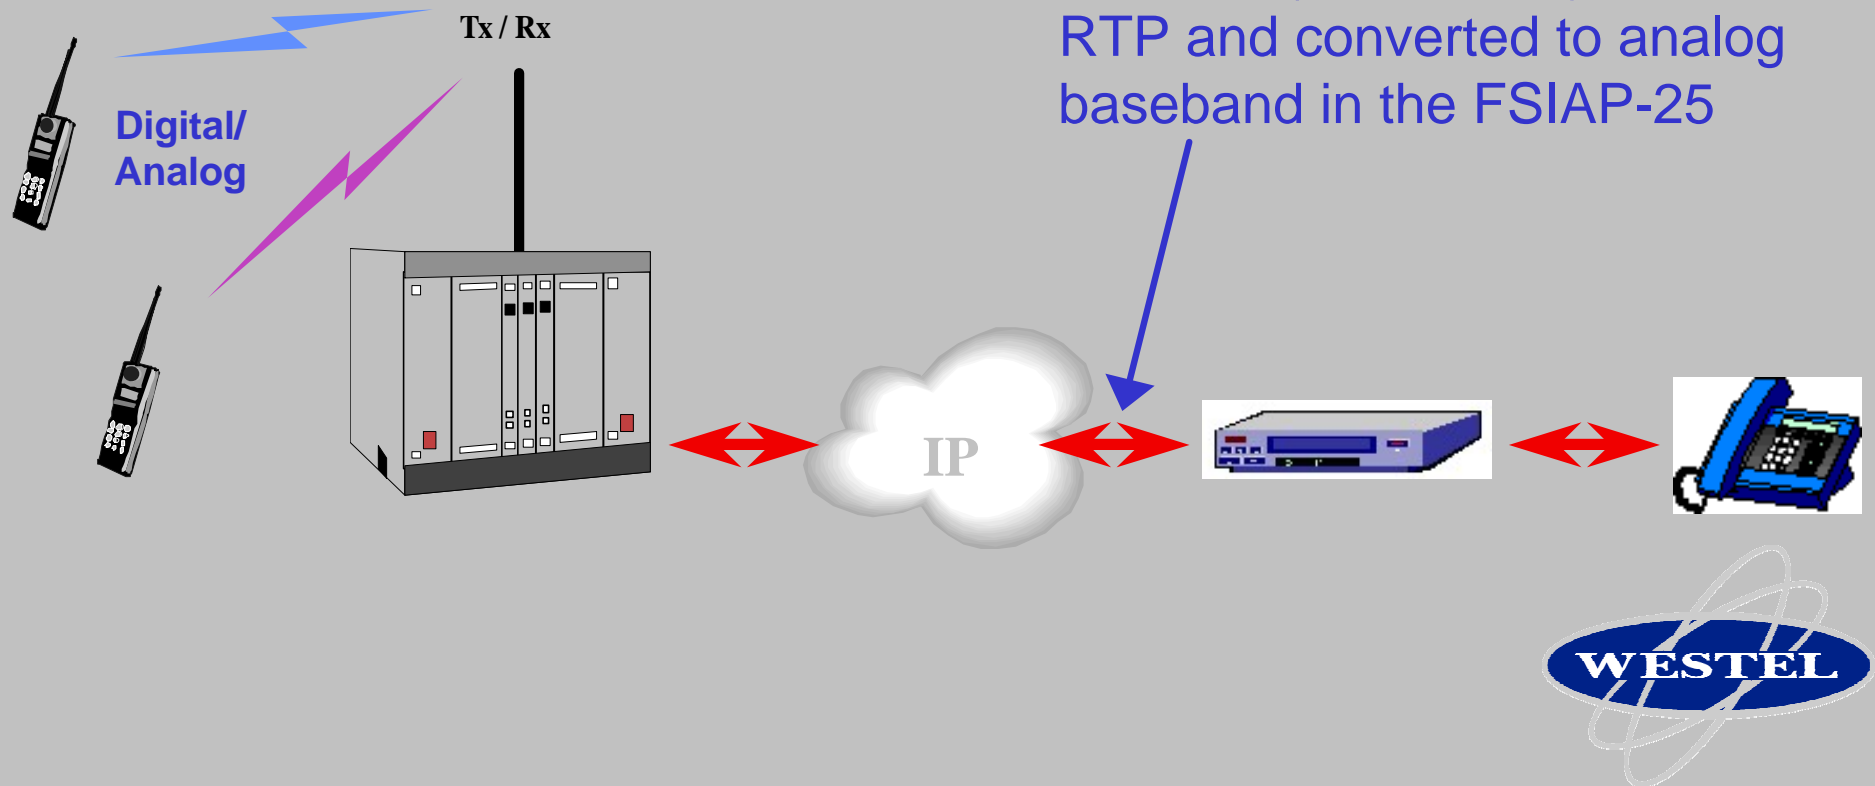 Tx / Rx
RTP and converted to analog
baseband in the FSIAP-25
Digital/
Analog
IP
WESTEL